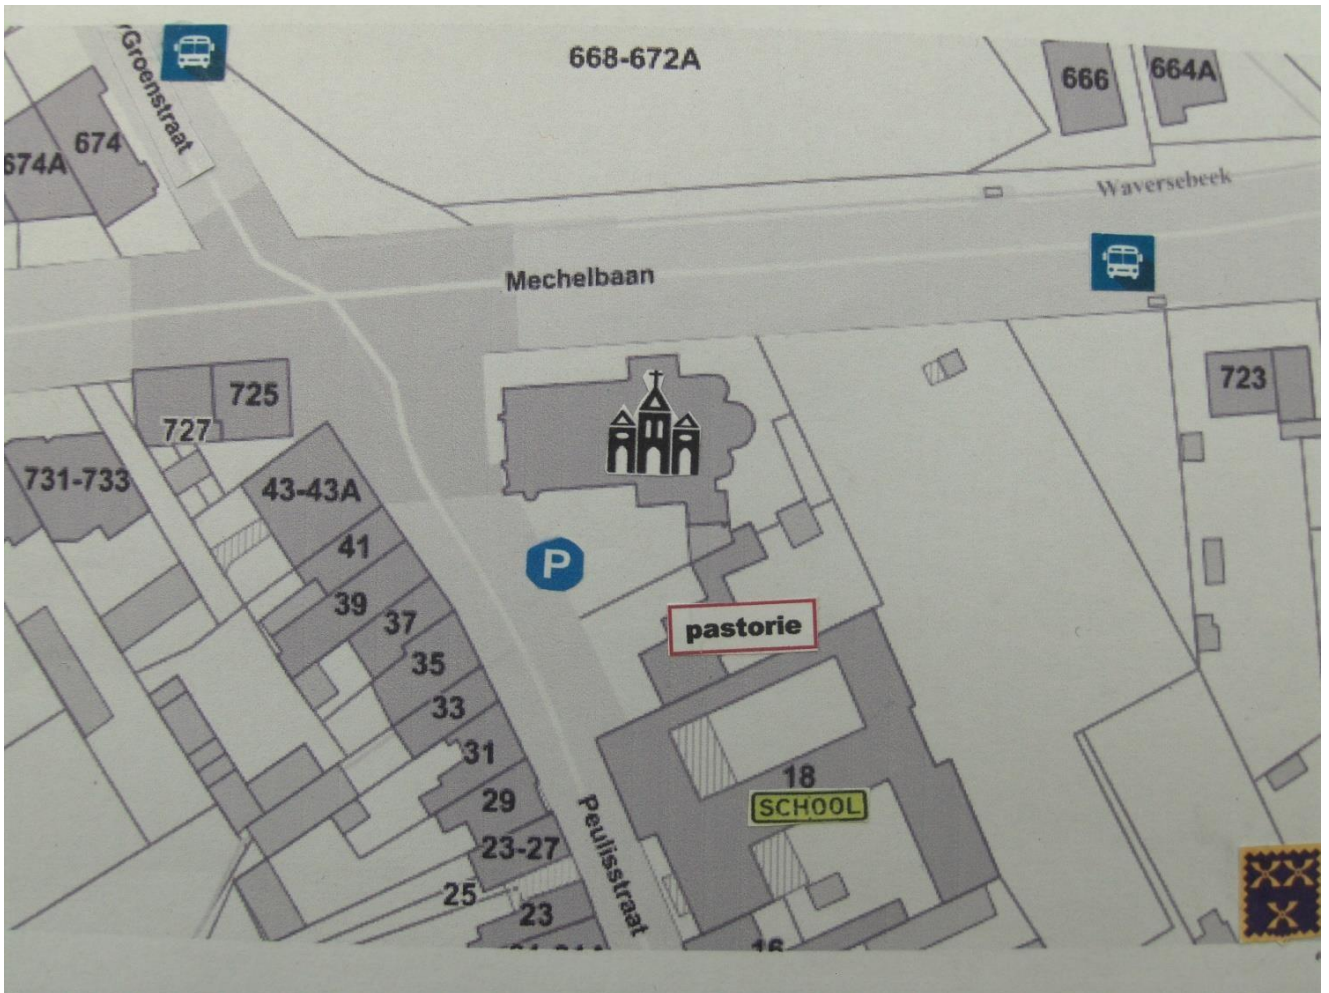 668-672A
666
664A
Groenstraat
674
674A
Waversebeek
Mechelbaan
725
723
727
731-733
43-43A
41
P
39
37
pastorie
35
33
31
18
29
SCHOOL
23-27
Peulisstraat
25
23
16